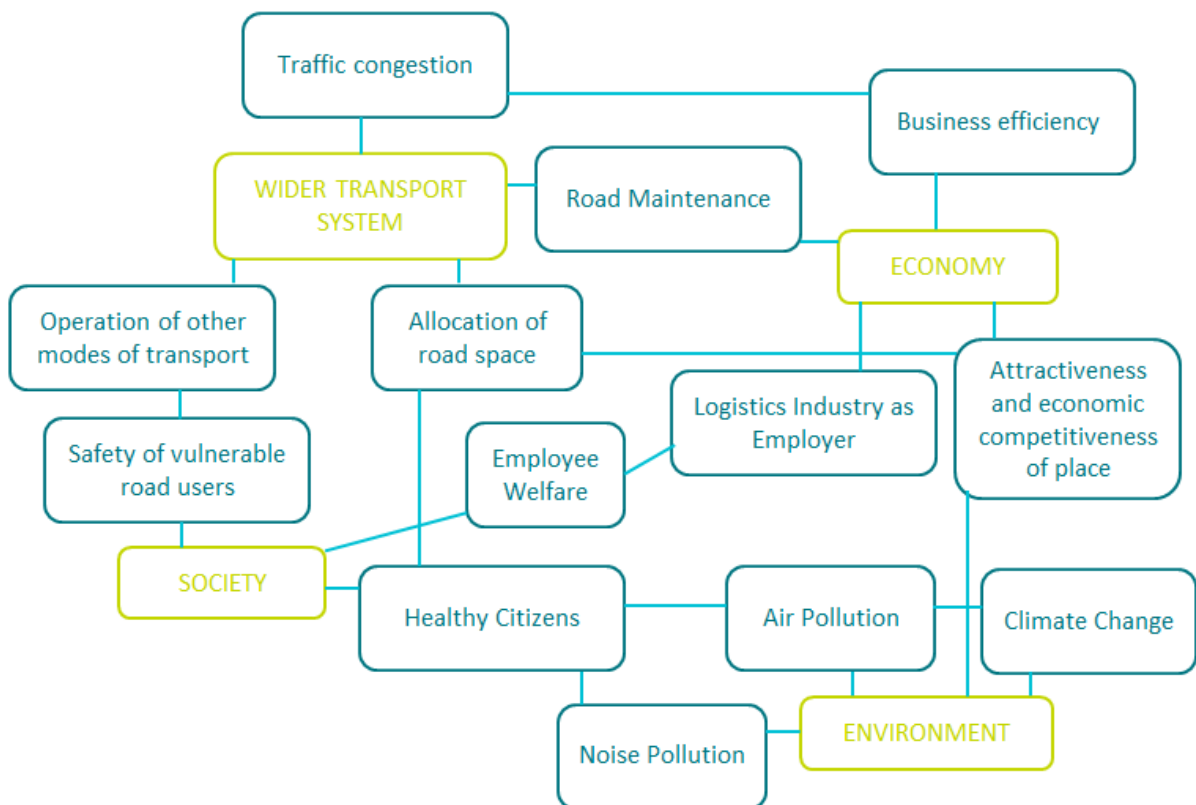 Traffic congestion
Business efficiency
WIDER TRANSPORT
SYSTEM
Road Maintenance
ECONOMY
Operation of other
modes of transport
Allocation of
road space
Attractiveness
and economic
competitiveness
of place
Logistics Industry as
Employer
Safety of vulnerable
road users
Employee
Welfare
SOCIETY
Healthy Citizens
Air Pollution
Climate Change
Noise Pollution
ENVIRONMENT